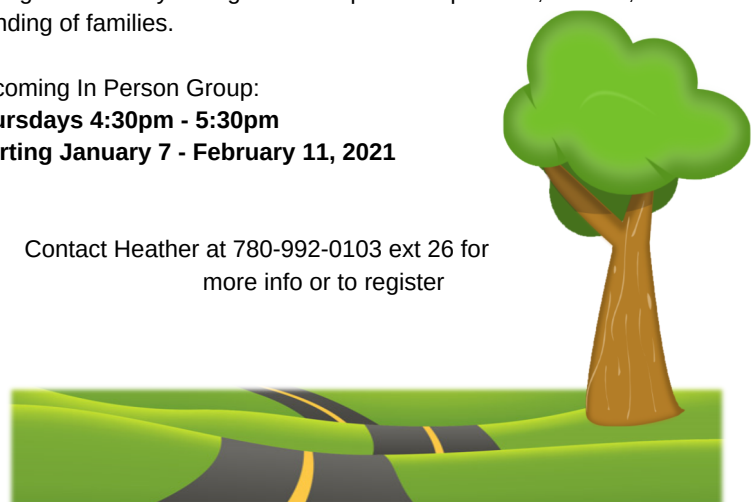 nding of families.
coming In Person Group:
ursdays 4:30pm - 5:30pm
rting January 7 - February 11, 2021
Contact Heather at 780-992-0103 ext 26 for
more info or to register